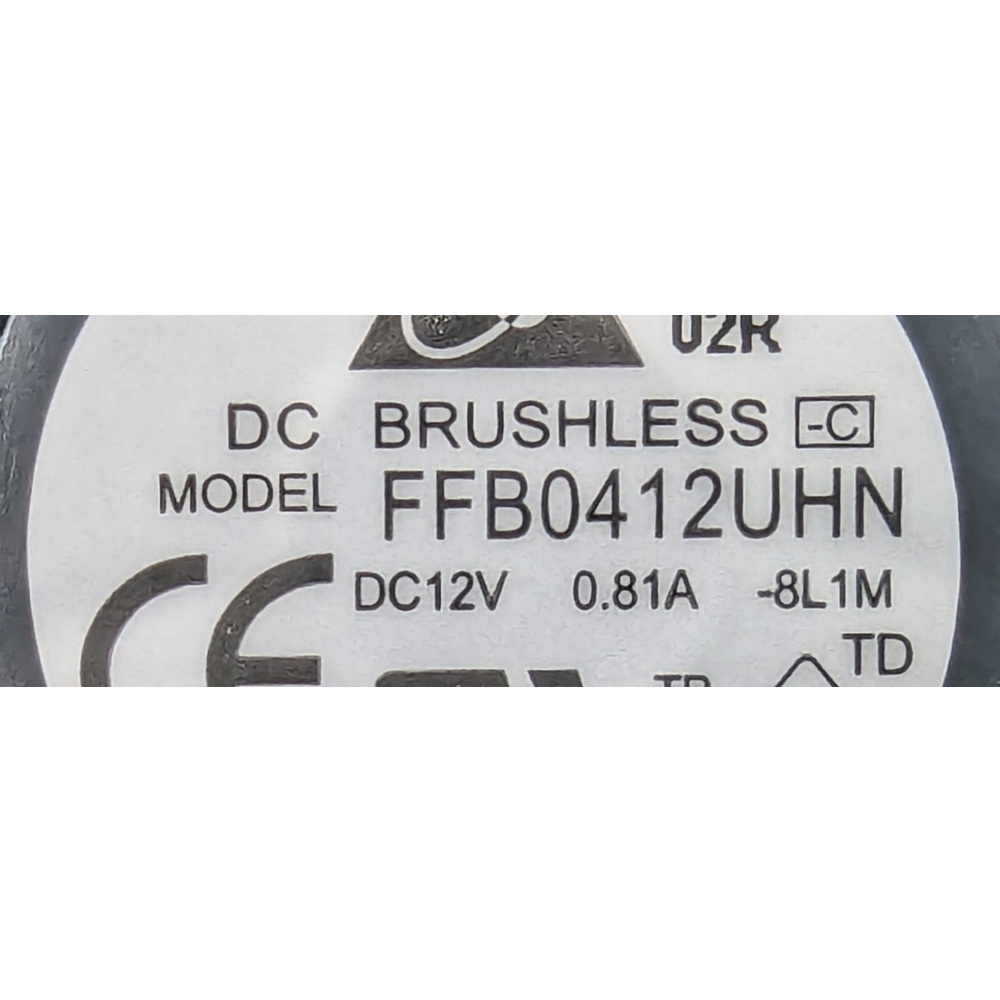 02R
DC BRUSHLESS -C
MODEL FFB0412UHN
DC12V 0.81A -8L1M
TD